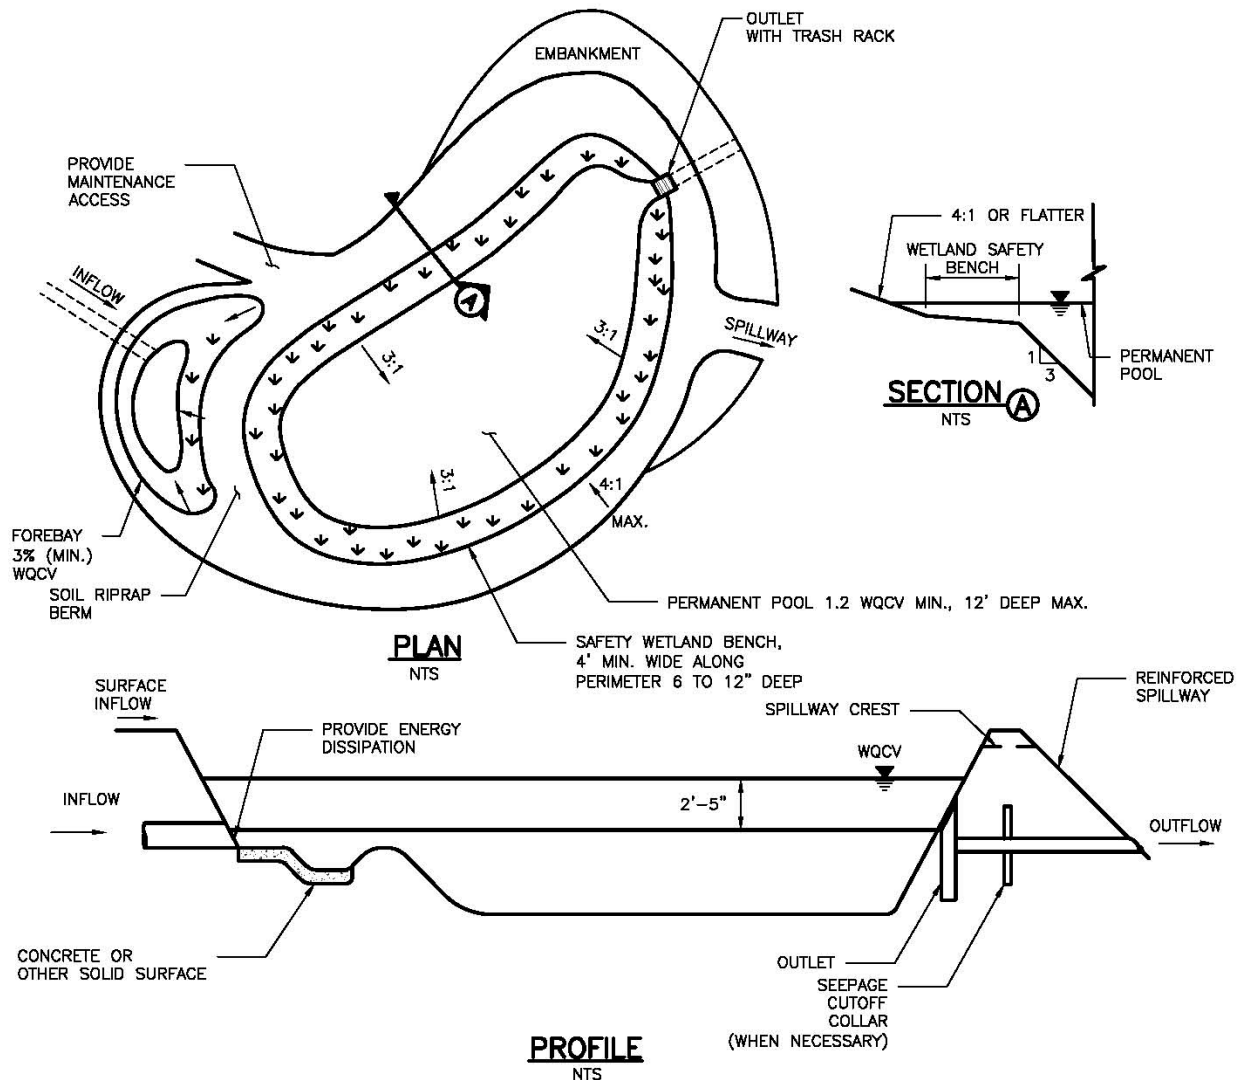 OUTLET
WITH TRASH RACK
EMBANKMENT
PROVIDE
MAINTENANCE
ACCESS
INFLOW
A
3:1
3:1
3:1
4:1
MAX.
SPILLWAY
FOREBAY
3% (MIN.)
WQCV
SOIL RIPRAP
BERM
PERMANENT POOL 1.2 WQCV MIN., 12' DEEP MAX.
SAFETY WETLAND BENCH,
4' MIN. WIDE ALONG
PERIMETER 6 TO 12" DEEP
PLAN
NTS
4:1 OR FLATTER
WETLAND SAFETY
BENCH
1
3
PERMANENT
POOL
SECTION A
NTS
SURFACE
INFLOW
PROVIDE ENERGY
DISSIPATION
INFLOW
WQCV
2'-5"
SPILLWAY CREST
REINFORCED
SPILLWAY
OUTFLOW
CONCRETE OR
OTHER SOLID SURFACE
OUTLET
SEEPAGE
CUTOFF
COLLAR
(WHEN NECESSARY)
PROFILE
NTS